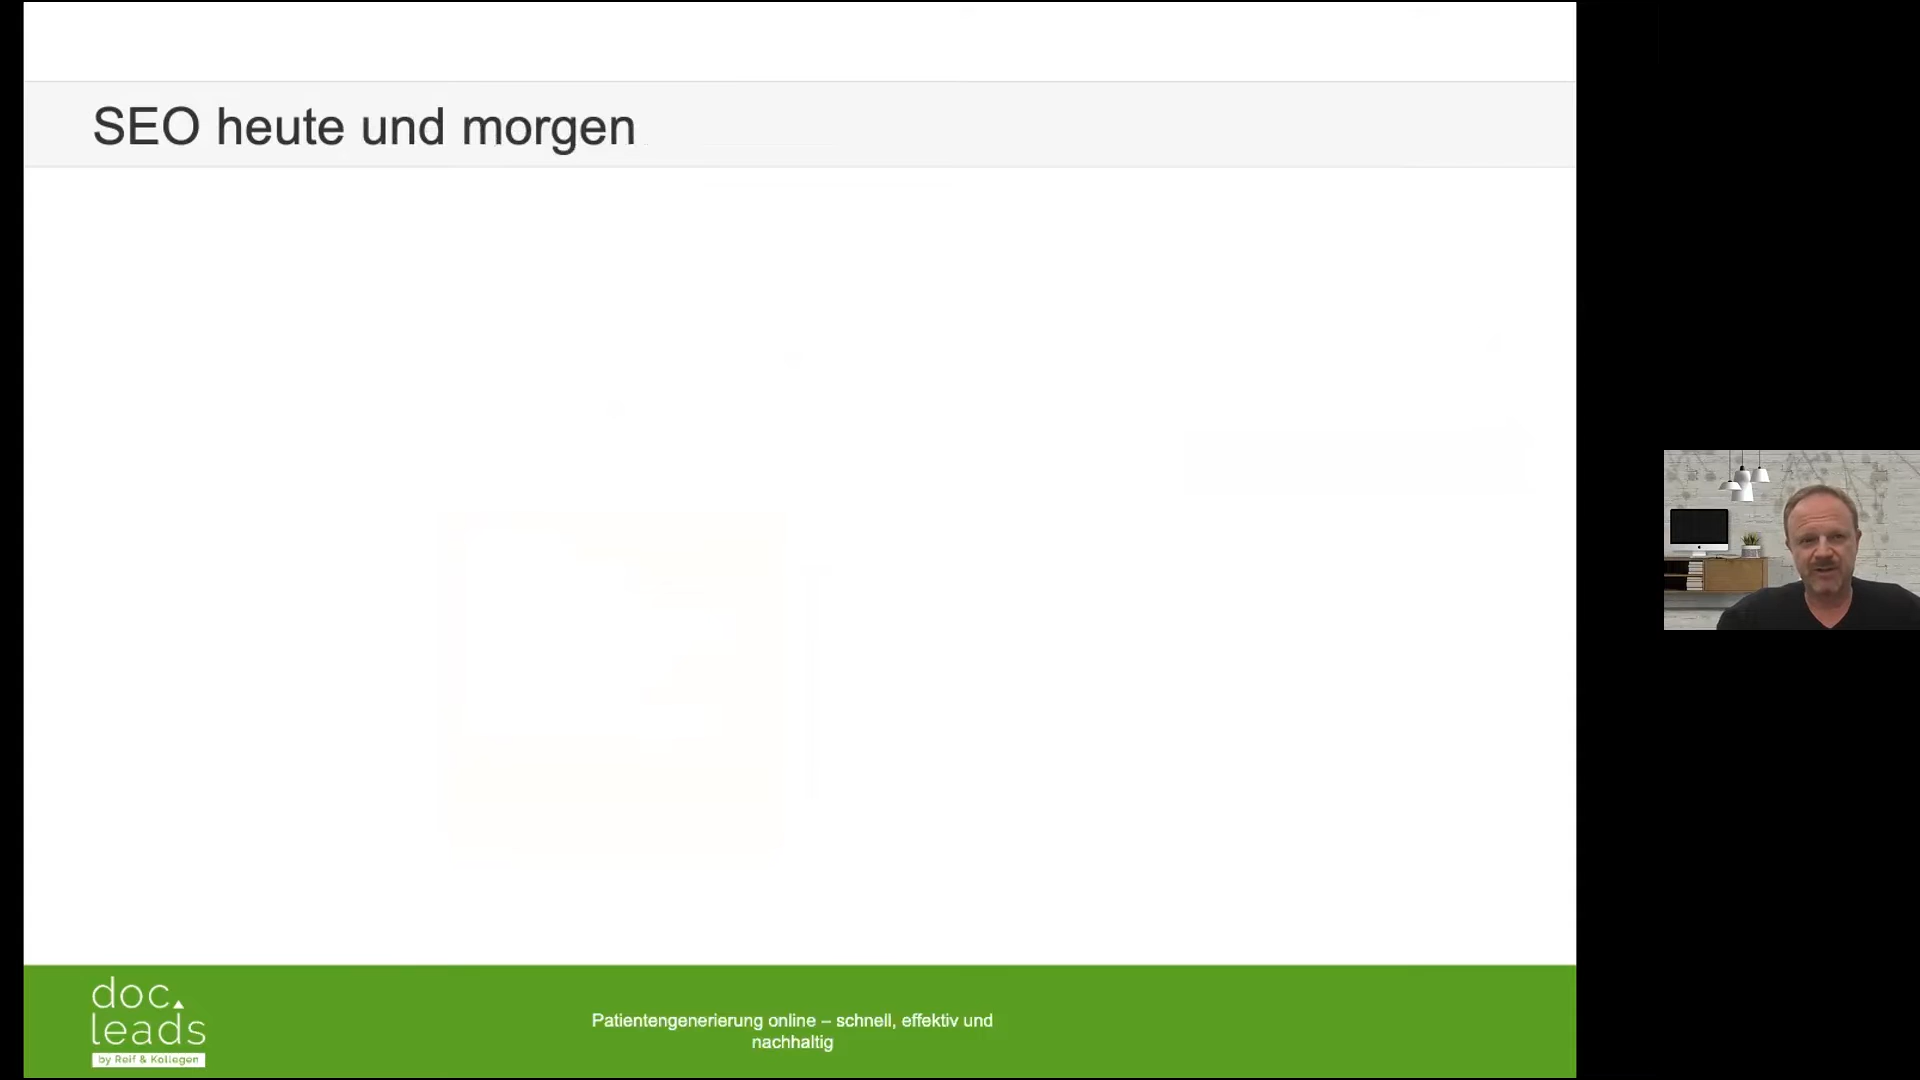 SEO heute und morgen
doc.
leads
by Reif & Kollegen
Patientengenerierung online – schnell, effektiv und
nachhaltig